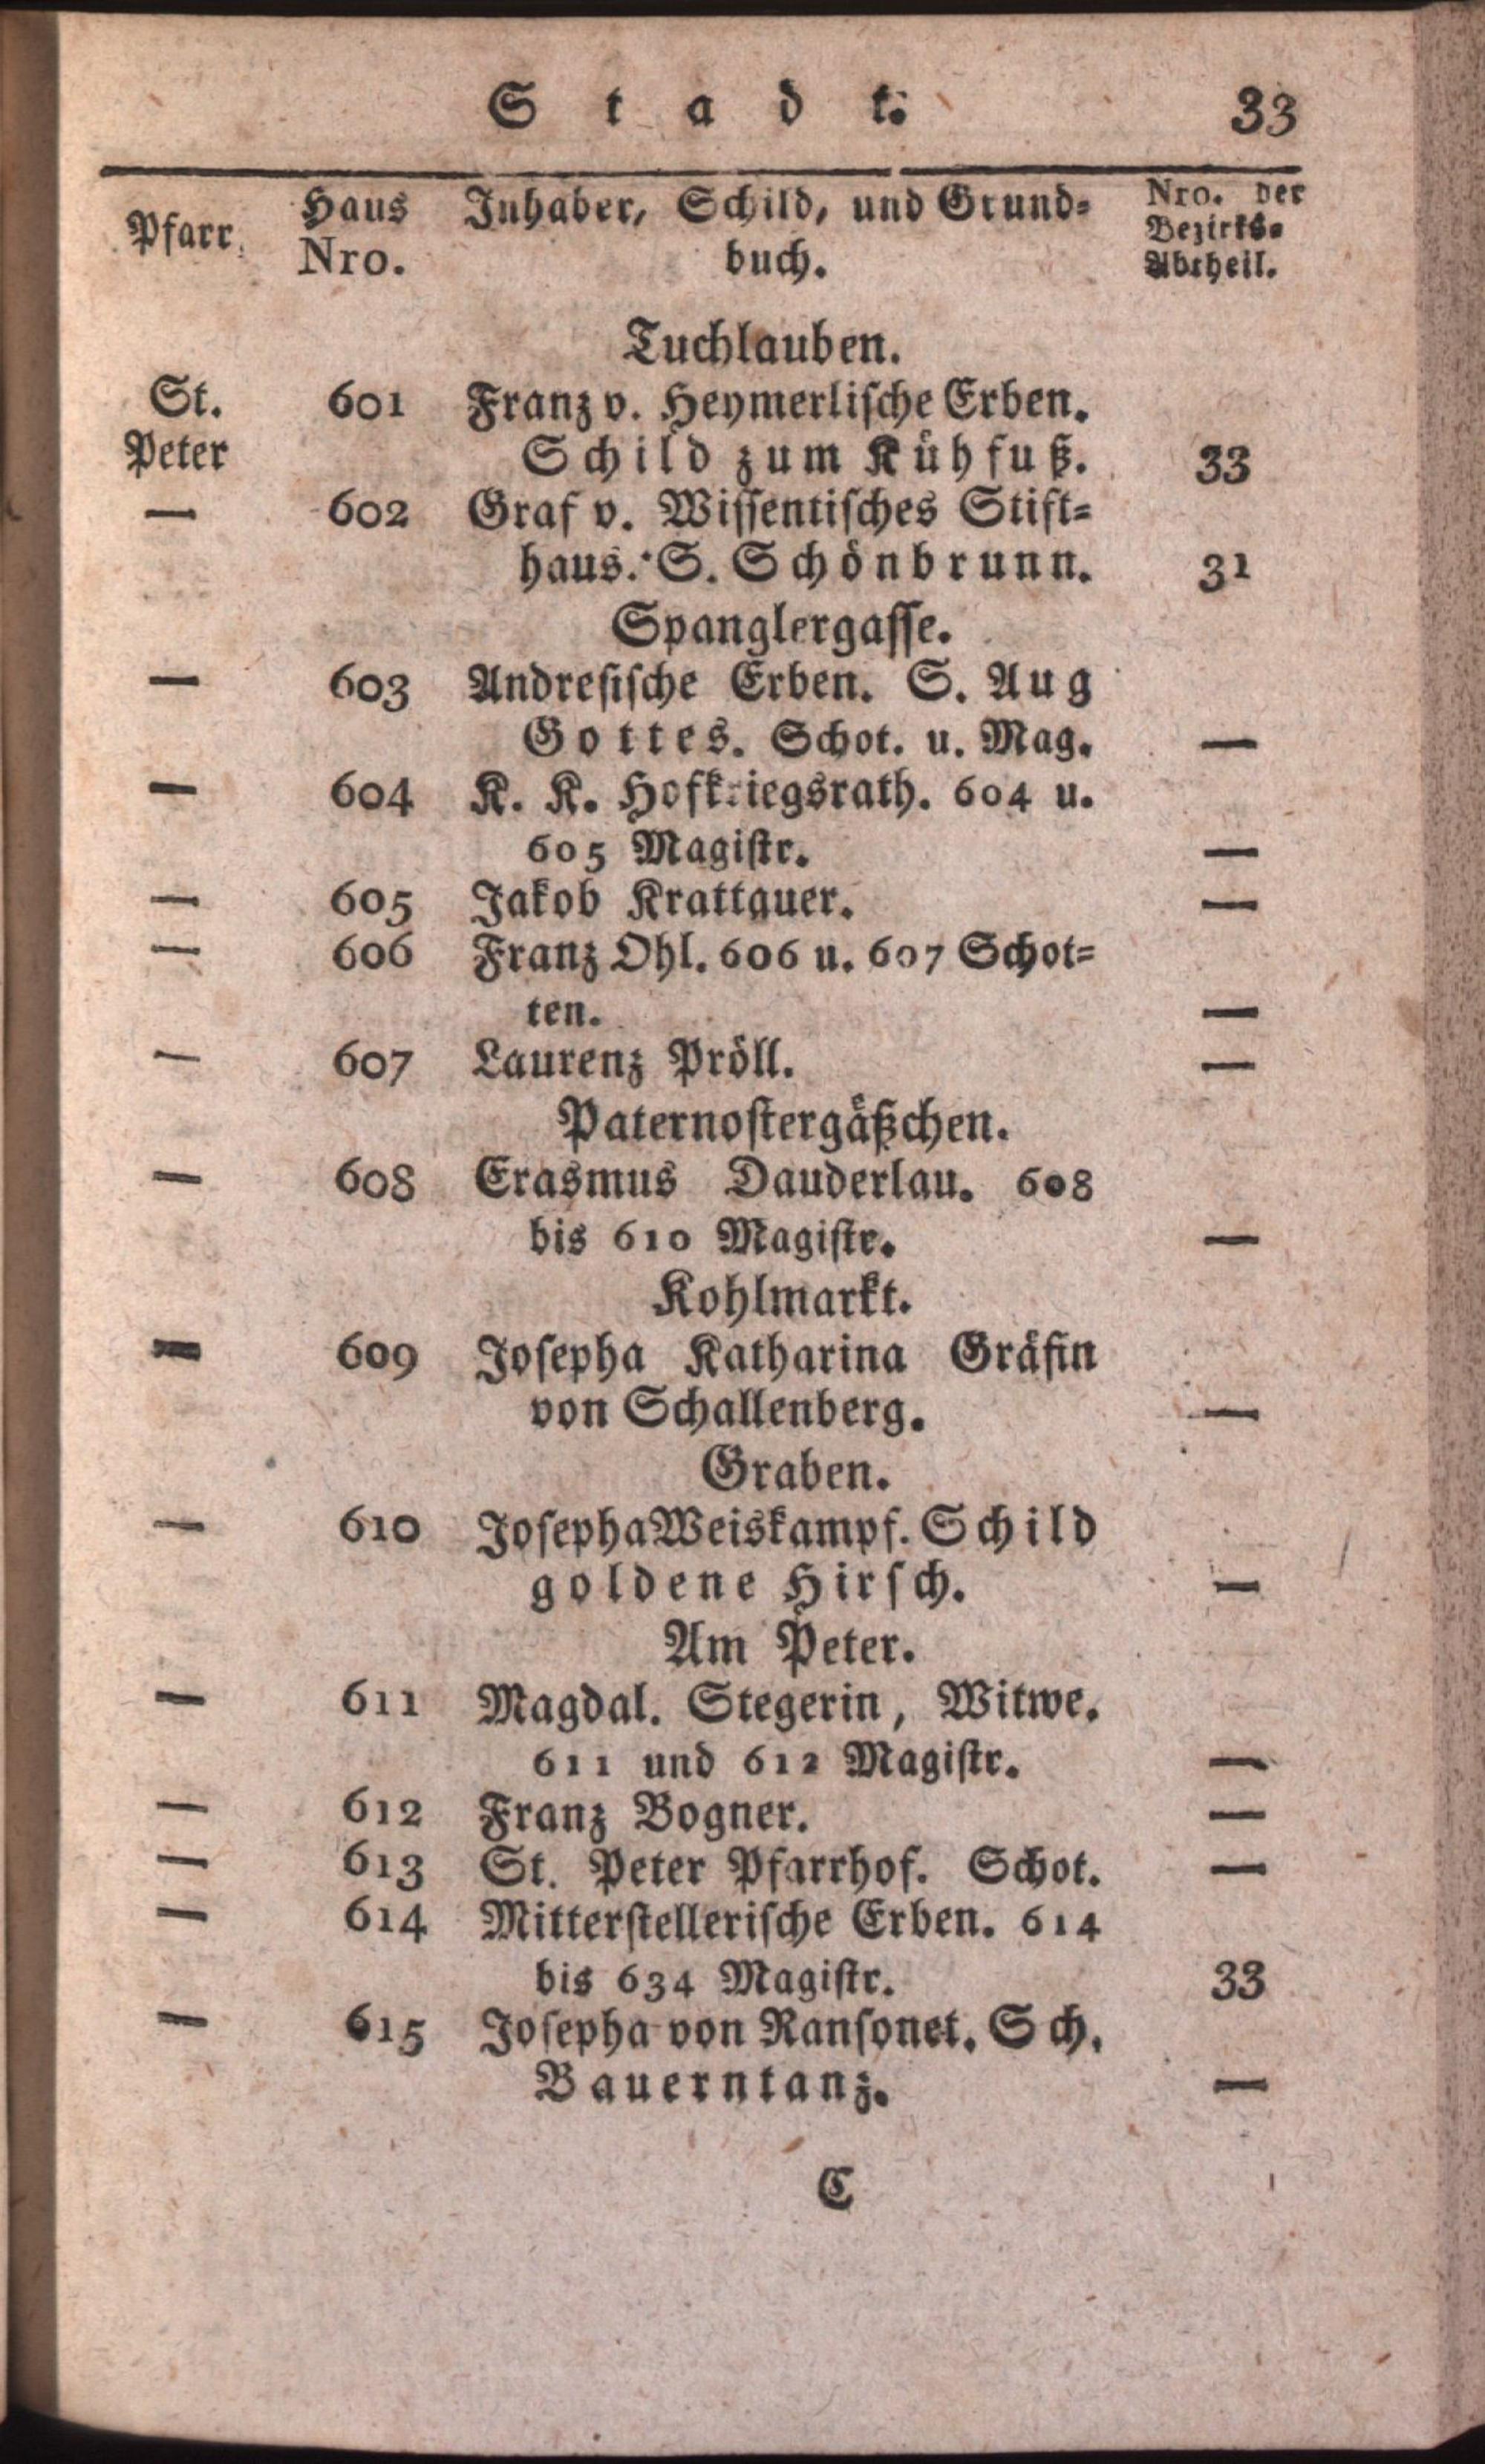 Stadt. 33
Pfarr. Haus Nro. Inhaber, Schild, und Grund=buch. Nro. der Bezirks=Abtheil.
Tuchlauben.
St. 601 Franz v. Heymerlische Erben.
Peter Schild zum Kühfuß. 33
— 602 Graf v. Wissentisches Stift=
haus. S. Schönbrunn. 31
Spanglergasse.
— 603 Andresische Erben. S. Aug
Gottes. Schot. u. Mag. —
— 604 K. K. Hofkriegsrath. 604 u.
605 Magistr. —
— 605 Jakob Krattauer. —
— 606 Franz Ohl. 606 u. 607 Schot=
ten. —
— 607 Laurenz Pröll. —
Paternostergäßchen.
— 608 Erasmus Dauderlau. 608
bis 610 Magistr. —
Kohlmarkt.
— 609 Josepha Katharina Gräfin
von Schallenberg. —
Graben.
— 610 Josepha Weiskampf. Schild
goldene Hirsch. —
Am Peter.
— 611 Magdal. Stegerin, Witwe.
611 und 612 Magistr. —
— 612 Franz Bogner. —
— 613 St. Peter Pfarrhof. Schot. —
— 614 Mitterstellerische Erben. 614
bis 634 Magistr. 33
— 615 Josepha von Ransonet. Sch.
Bauerntanz. —
C